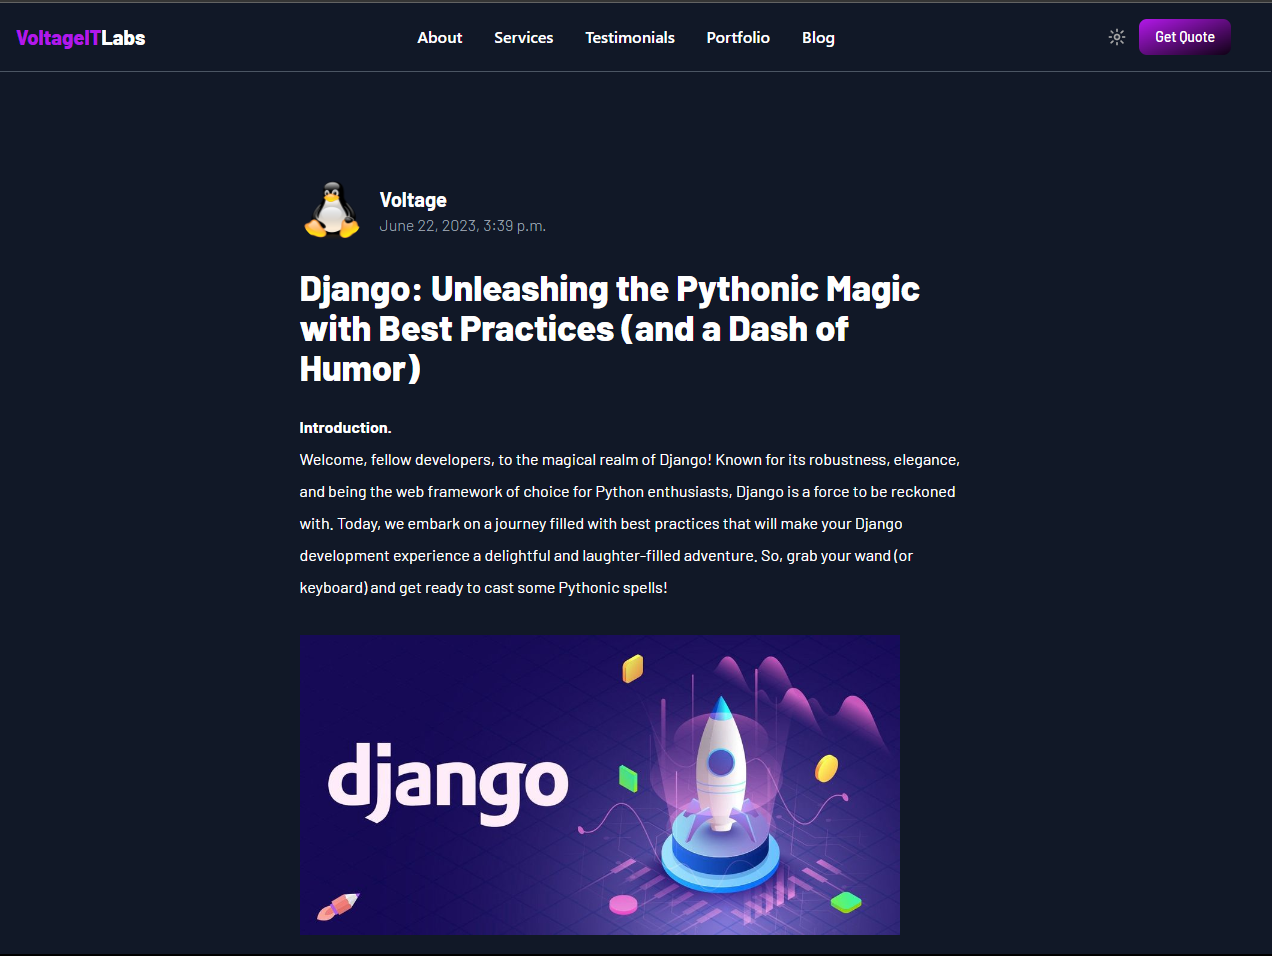 VoltageITLabs
About Services Testimonials Portfolio Blog
Get Quote
Voltage
June 22, 2023, 3:39 p.m.
Django: Unleashing the Pythonic Magic
with Best Practices (and a Dash of
Humor)
Introduction.
Welcome, fellow developers, to the magical realm of Django! Known for its robustness, elegance,
and being the web framework of choice for Python enthusiasts, Django is a force to be reckoned
with. Today, we embark on a journey filled with best practices that will make your Django
development experience a delightful and laughter-filled adventure. So, grab your wand (or
keyboard) and get ready to cast some Pythonic spells!
django